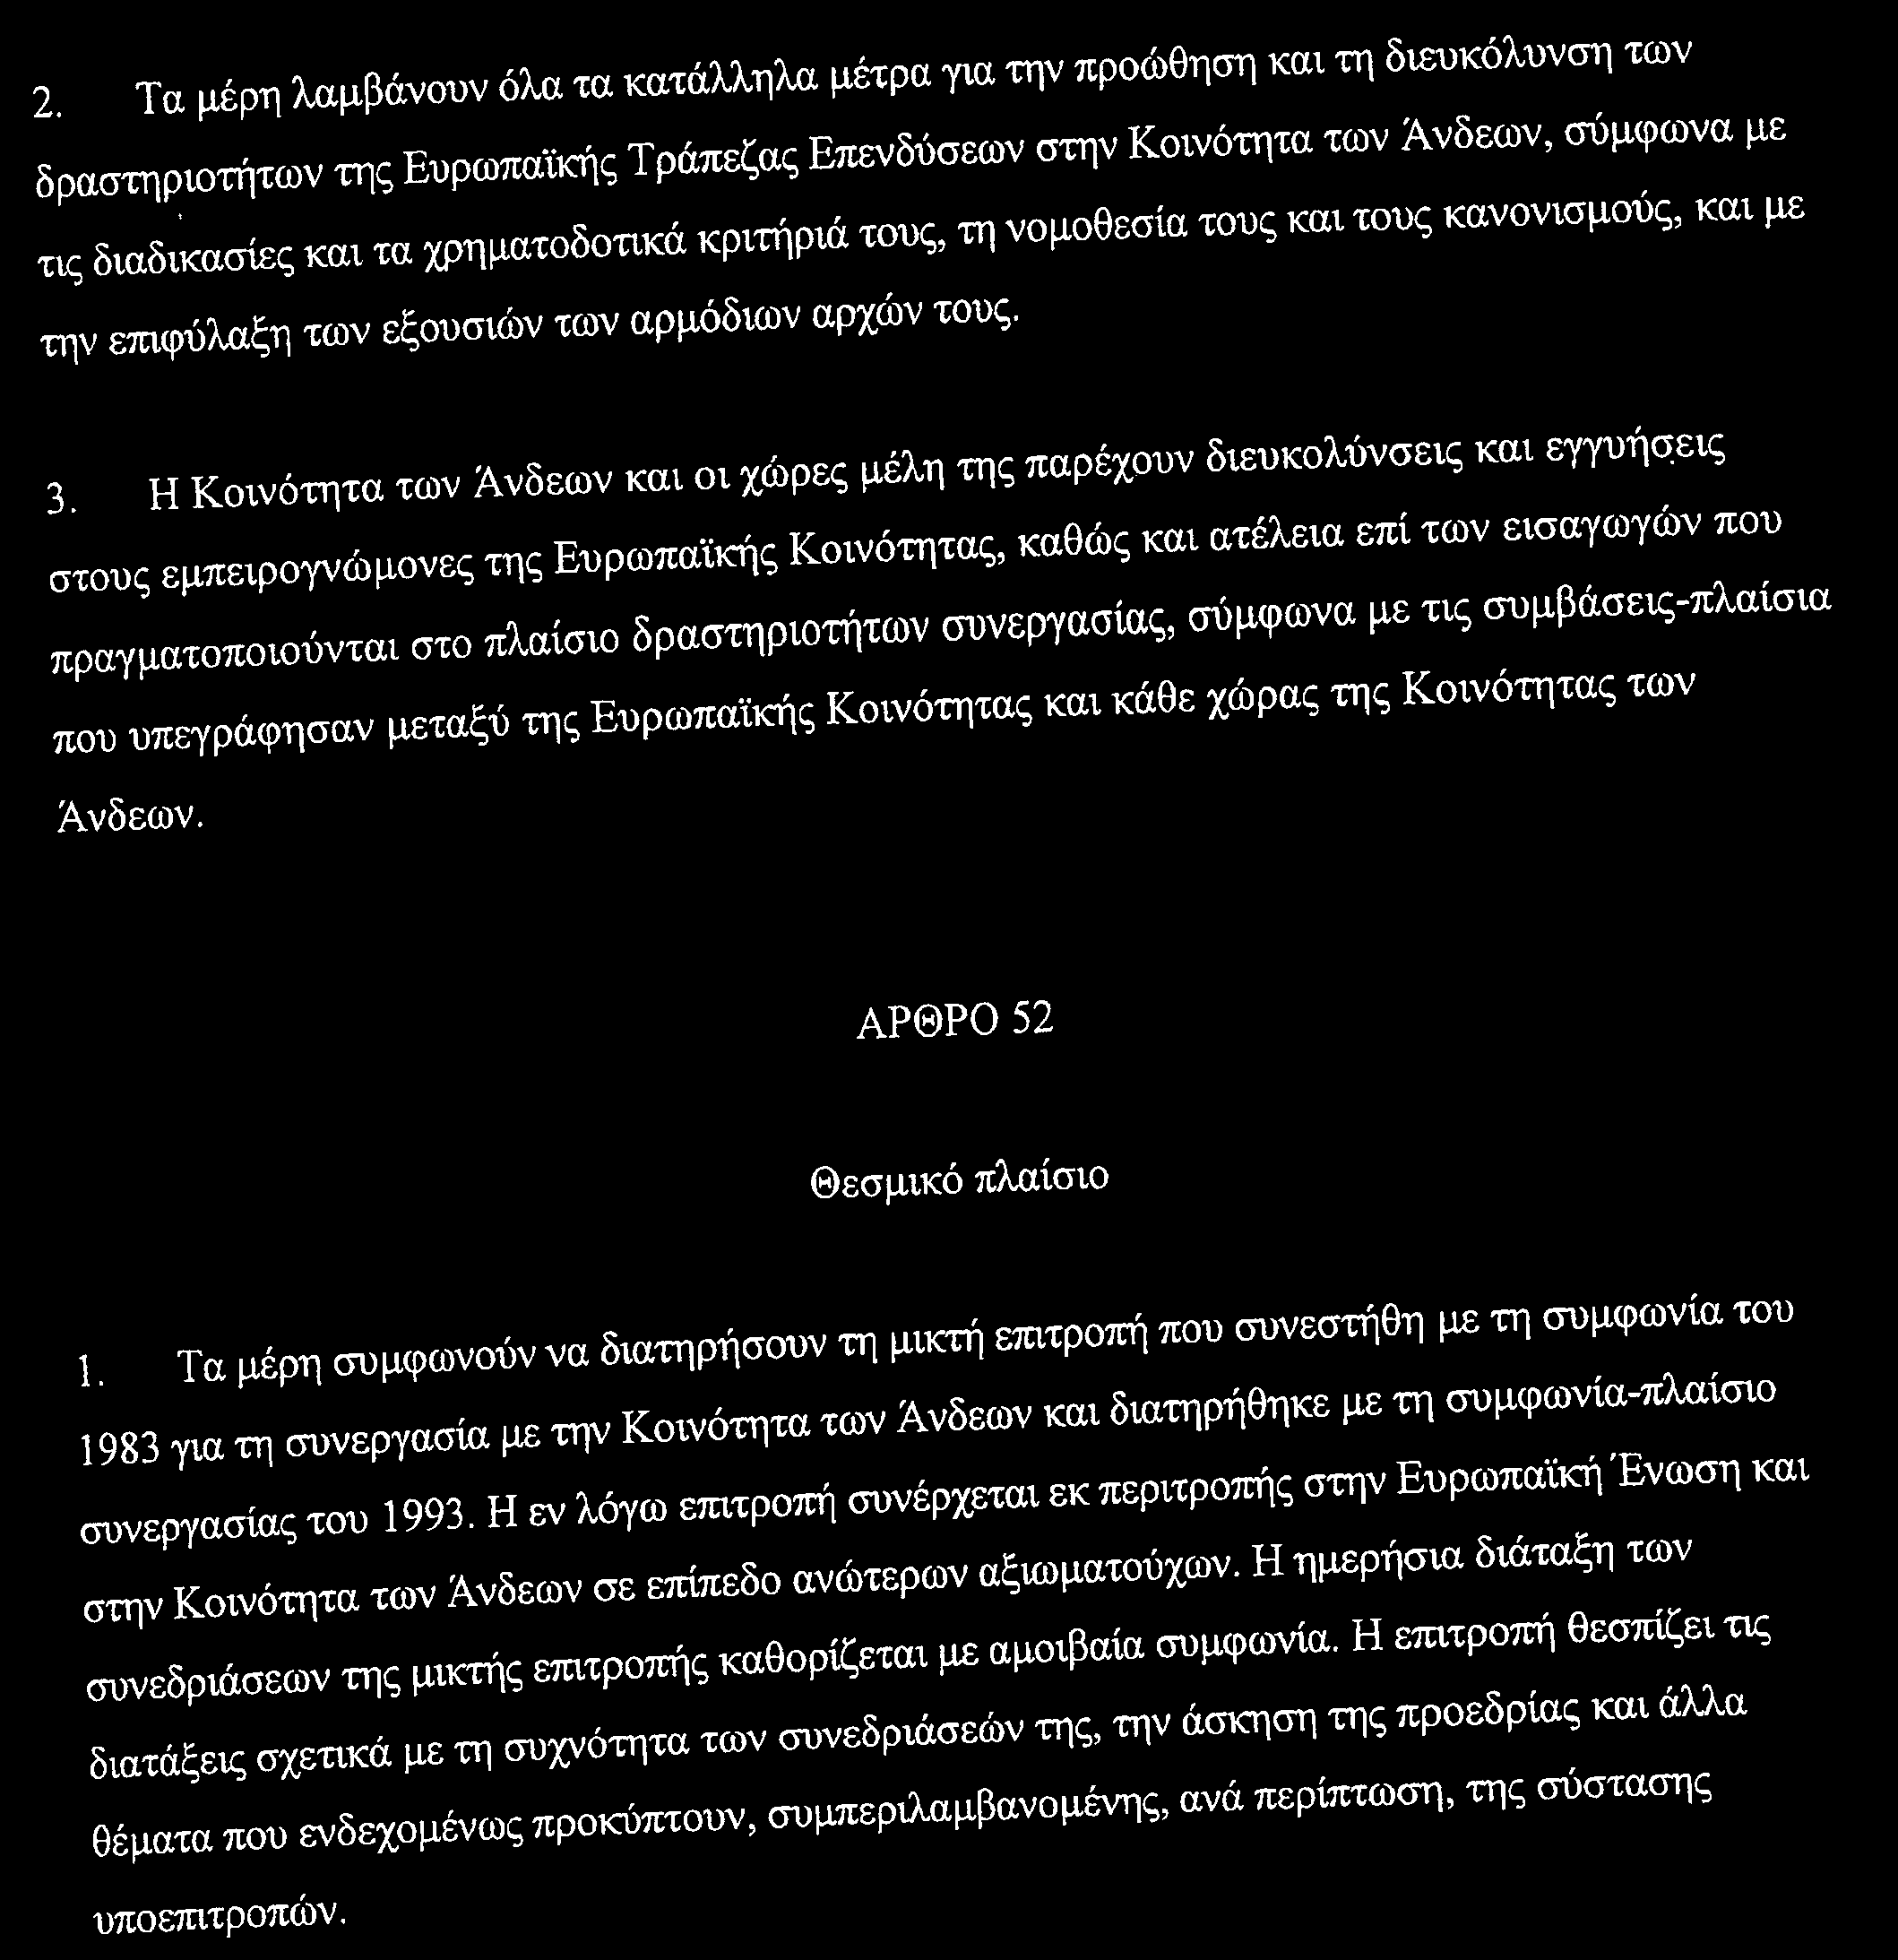 2. Τα μέρη λαμβάνουν όλα τα κατάλληλα μέτρα για την προώθηση και τη διευκόλυνση των
δραστηριοτήτων της Ευρωπαϊκής Τράπεζας Επενδύσεων στην Κοινότητα των Άνδεων, σύμφωνα με
τις διαδικασίες και τα χρηματοδοτικά κριτήριά τους, τη νομοθεσία τους και τους κανονισμούς, και με
την επιφύλαξη των εξουσιών των αρμόδιων αρχών τους.
3. Η Κοινότητα των Άνδεων και οι χώρες μέλη της παρέχουν διευκολύνσεις και εγγυήσεις
στους εμπειρογνώμονες της Ευρωπαϊκής Κοινότητας, καθώς και ατέλεια επί των εισαγωγών που
πραγματοποιούνται στο πλαίσιο δραστηριοτήτων συνεργασίας, σύμφωνα με τις συμβάσεις-πλαίσια
που υπεγράφησαν μεταξύ της Ευρωπαϊκής Κοινότητας και κάθε χώρας της Κοινότητας των
Άνδεων.
ΑΡΘΡΟ 52
Θεσμικό πλαίσιο
1. Τα μέρη συμφωνούν να διατηρήσουν τη μικτή επιτροπή που συνεστήθη με τη συμφωνία του
1983 για τη συνεργασία με την Κοινότητα των Άνδεων και διατηρήθηκε με τη συμφωνία-πλαίσιο
συνεργασίας του 1993. Η εν λόγω επιτροπή συνέρχεται εκ περιτροπής στην Ευρωπαϊκή Ένωση και
στην Κοινότητα των Άνδεων σε επίπεδο ανώτερων αξιωματούχων. Η ημερήσια διάταξη των
συνεδριάσεων της μικτής επιτροπής καθορίζεται με αμοιβαία συμφωνία. Η επιτροπή θεσπίζει τις
διατάξεις σχετικά με τη συχνότητα των συνεδριάσεών της, την άσκηση της προεδρίας και άλλα
θέματα που ενδεχομένως προκύπτουν, συμπεριλαμβανομένης, ανά περίπτωση, της σύστασης
υποεπιτροπών.